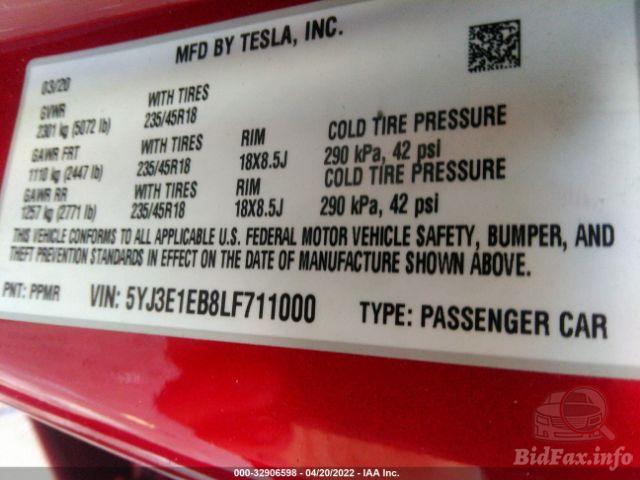 MFD BY TESLA, INC.
03/20
GVWR WITH TIRES
2301 kg (5072 lb) 235/45R18
GAWR FRT WITH TIRES RIM COLD TIRE PRESSURE
1110 kg (2447 lb) 235/45R18 18X8.5J 290 kPa, 42 psi
GAWR RR WITH TIRES RIM COLD TIRE PRESSURE
1257 kg (2771 lb) 235/45R18 18X8.5J 290 kPa, 42 psi
THIS VEHICLE CONFORMS TO ALL APPLICABLE U.S. FEDERAL MOTOR VEHICLE SAFETY, BUMPER, AND
THEFT PREVENTION STANDARDS IN EFFECT ON THE DATE OF MANUFACTURE SHOWN ABOVE.
PNT: PPMR VIN: 5YJ3E1EB8LF711000 TYPE: PASSENGER CAR
BidFax.info
000-32906598 - 04/20/2022 - IAA Inc.